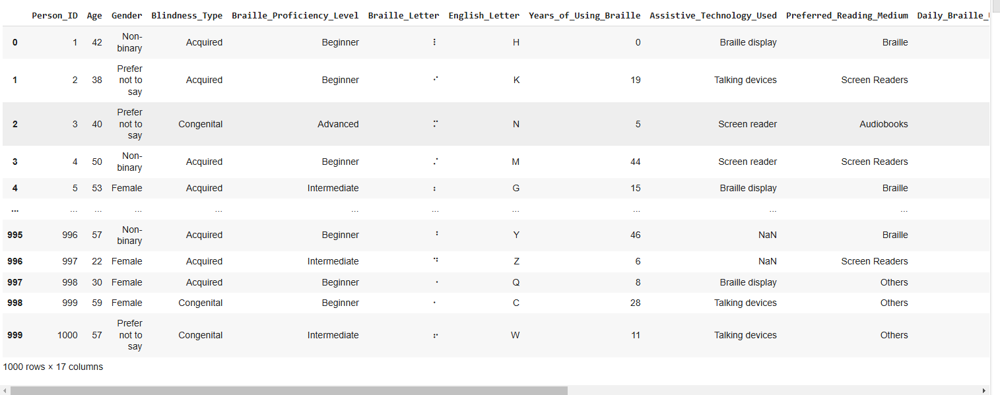 Person_ID Age Gender Blindness_Type Braille_Proficiency_Level Braille_Letter English_Letter Years_of_Using_Braille Assistive_Technology_Used Preferred_Reading_Medium Daily_Braille_
Non-
0 1 42 Acquired Beginner H 0 Braille display Braille
binary
Prefer
1 2 38 not to Acquired Beginner K 19 Talking devices Screen Readers
say
Prefer
2 3 40 not to Congenital Advanced N 5 Screen reader Audiobooks
say
Non-
3 4 50 Acquired Beginner M 44 Screen reader Screen Readers
binary
4 5 53 Female Acquired Intermediate G 15 Braille display Braille
... ... ... ... ... ... ... ... ... ... ...
Non-
995 996 57 Acquired Beginner Y 46 NaN Braille
binary
996 997 22 Female Acquired Intermediate Z 6 NaN Screen Readers
997 998 30 Female Acquired Beginner Q 8 Braille display Others
998 999 59 Female Congenital Beginner C 28 Talking devices Others
Prefer
999 1000 57 not to Congenital Intermediate W 11 Talking devices Others
say
1000 rows × 17 columns